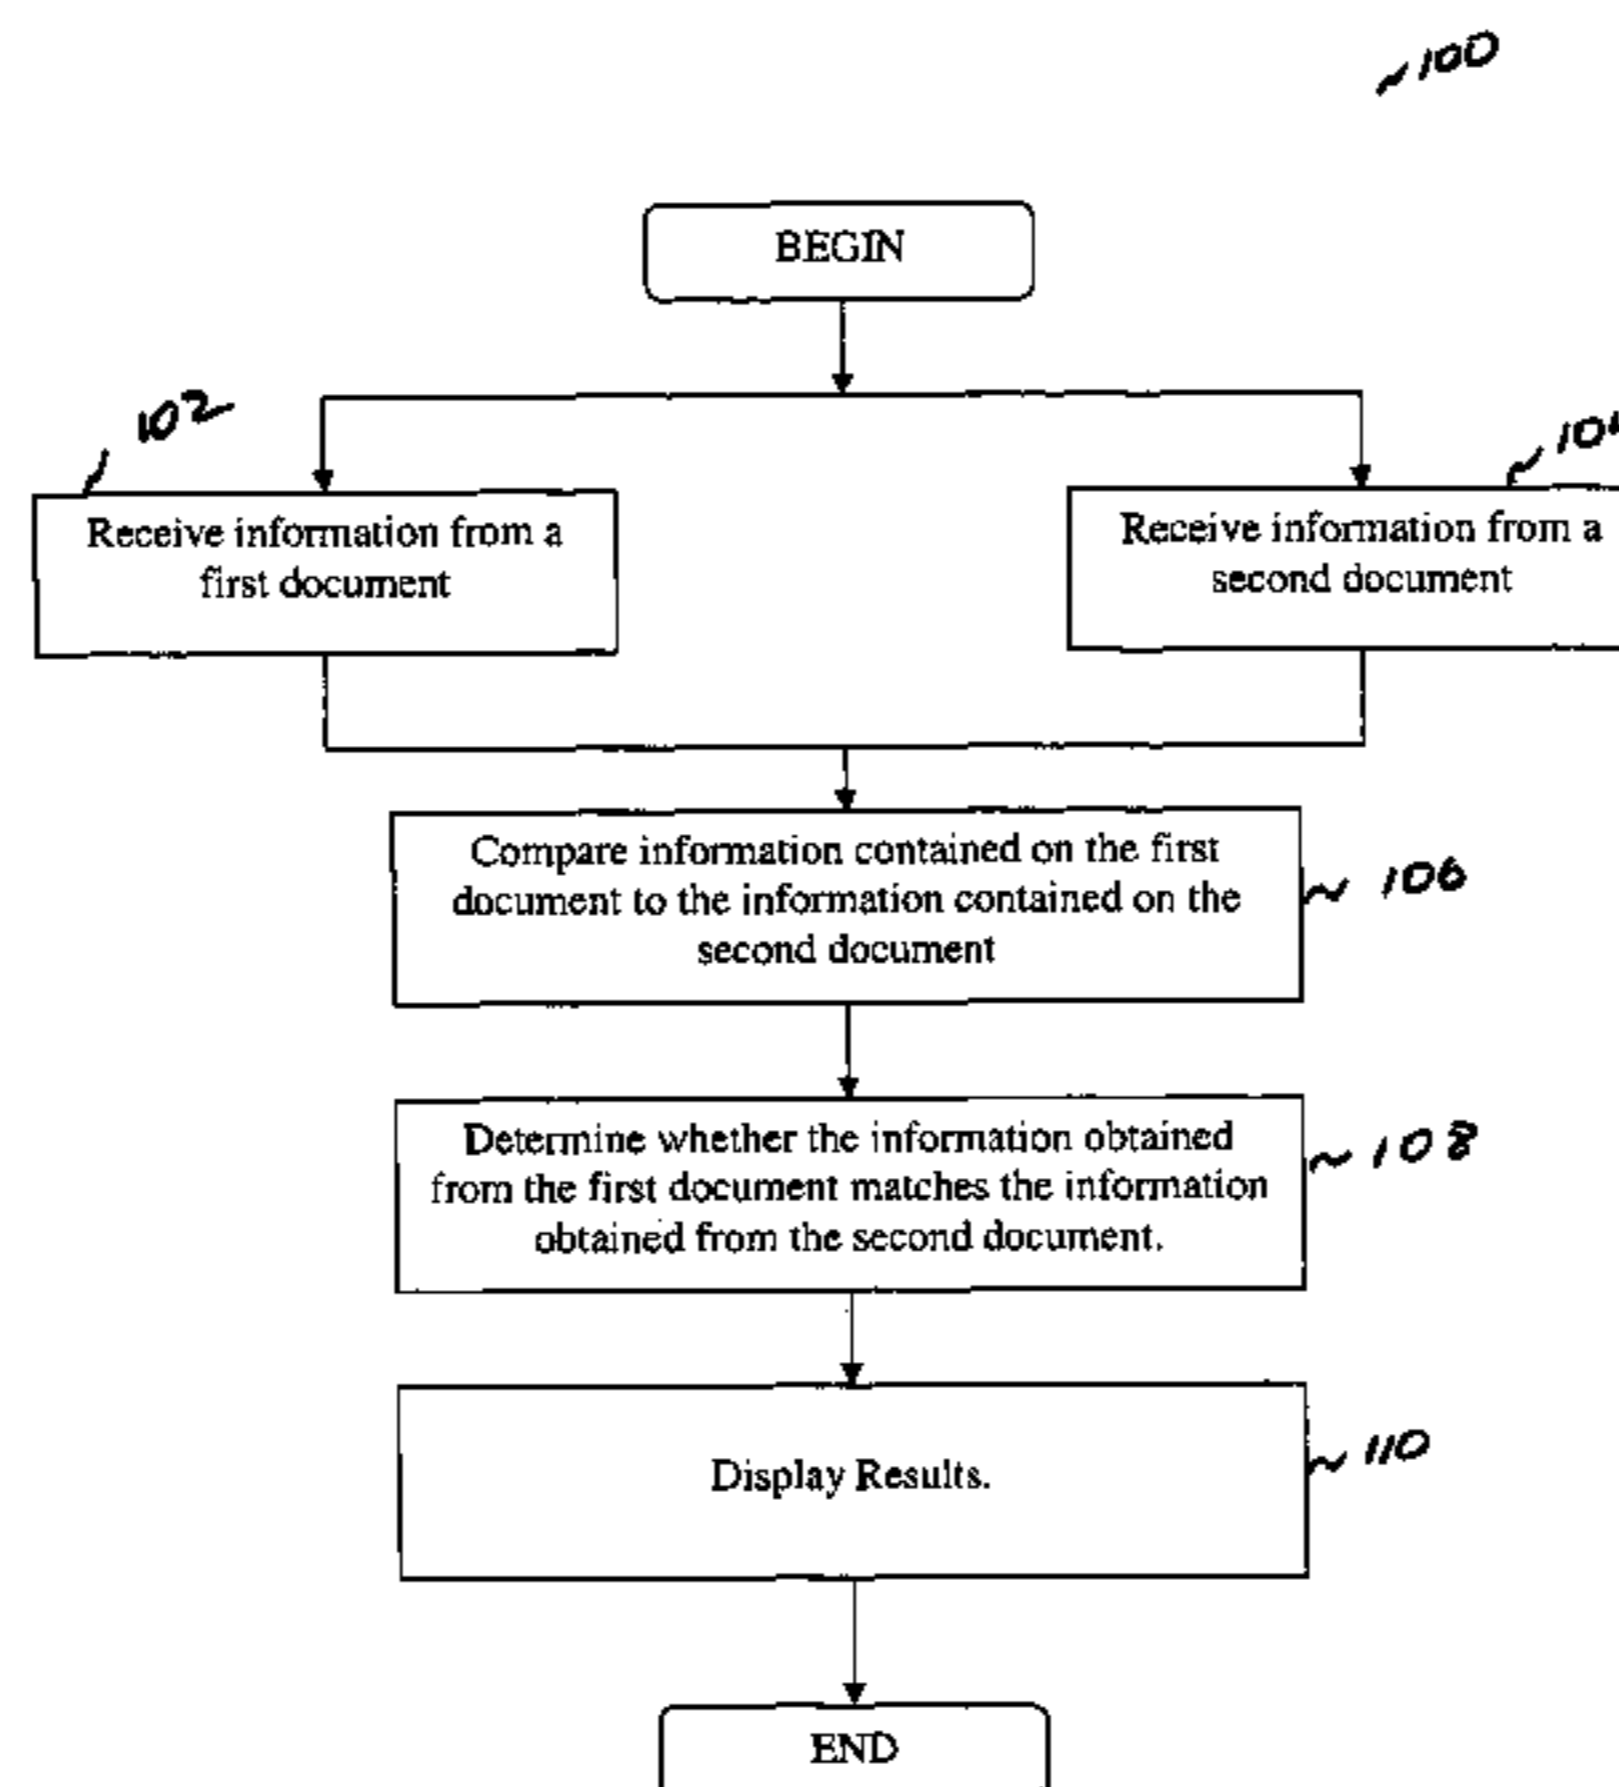 100
BEGIN
102
Receive information from a
first document
Receive information from a
second document
Compare information contained on the first
document to the information contained on the
second document
106
Determine whether the information obtained
from the first document matches the information
obtained from the second document.
108
Display Results.
110
END